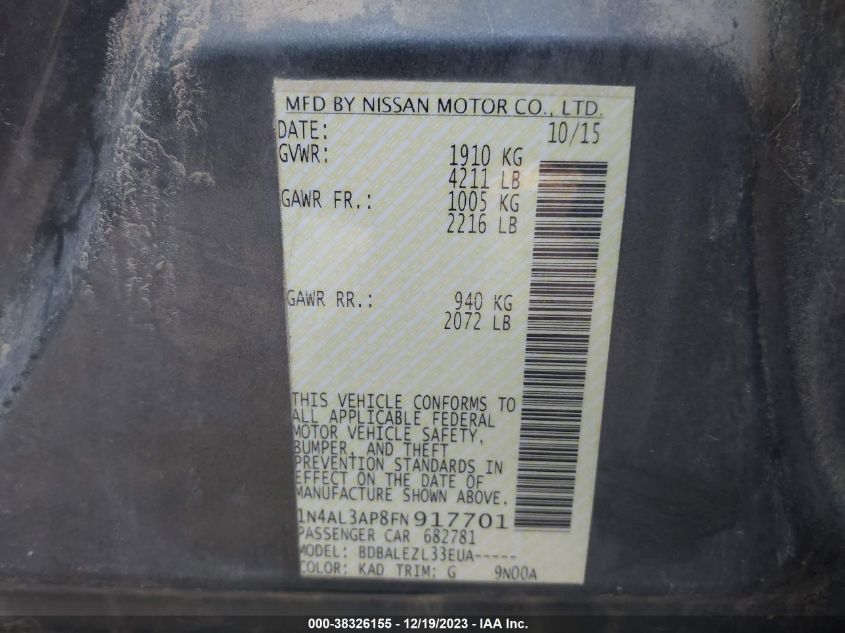 MFD BY NISSAN MOTOR CO., LTD.
DATE: 10/15
GVWR: 1910 KG
4211 LB
GAWR FR.: 1005 KG
2216 LB
GAWR RR.: 940 KG
2072 LB
THIS VEHICLE CONFORMS TO
ALL APPLICABLE FEDERAL
MOTOR VEHICLE SAFETY,
BUMPER, AND THEFT
PREVENTION STANDARDS IN
EFFECT ON THE DATE OF
MANUFACTURE SHOWN ABOVE.
1N4AL3AP8FN917701
PASSENGER CAR 682781
MODEL: BDBALEZL33EUA-----
COLOR: KAD TRIM: G 9N00A
000-38326155 - 12/19/2023 - IAA Inc.